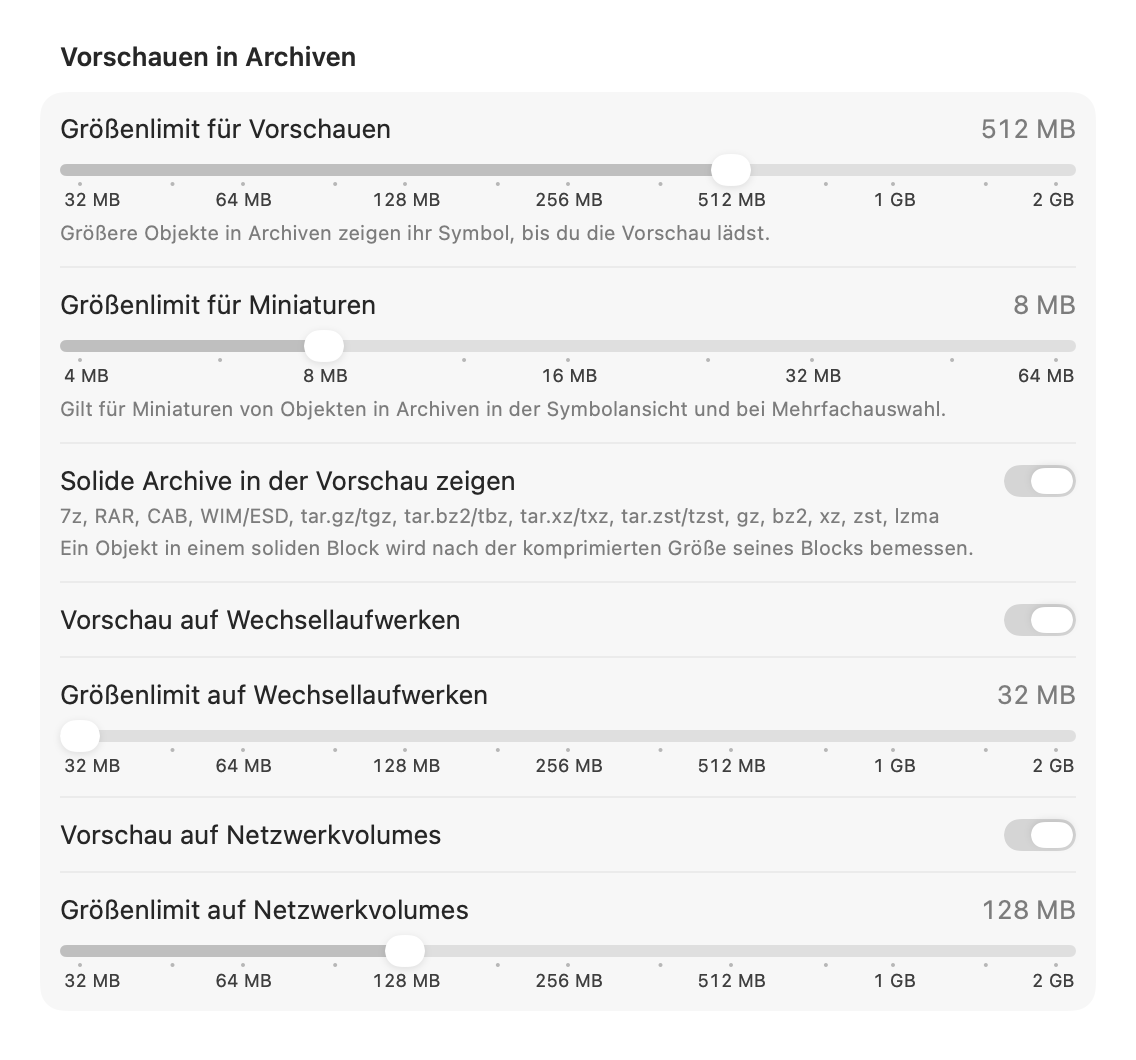 Vorschauen in Archiven
Größenlimit für Vorschauen 512 MB
32 MB 64 MB 128 MB 256 MB 512 MB 1 GB 2 GB
Größere Objekte in Archiven zeigen ihr Symbol, bis du die Vorschau lädst.
Größenlimit für Miniaturen 8 MB
4 MB 8 MB 16 MB 32 MB 64 MB
Gilt für Miniaturen von Objekten in Archiven in der Symbolansicht und bei Mehrfachauswahl.
Solide Archive in der Vorschau zeigen
7z, RAR, CAB, WIM/ESD, tar.gz/tgz, tar.bz2/tbz, tar.xz/txz, tar.zst/tzst, gz, bz2, xz, zst, lzma
Ein Objekt in einem soliden Block wird nach der komprimierten Größe seines Blocks bemessen.
Vorschau auf Wechsellaufwerken
Größenlimit auf Wechsellaufwerken 32 MB
32 MB 64 MB 128 MB 256 MB 512 MB 1 GB 2 GB
Vorschau auf Netzwerkvolumes
Größenlimit auf Netzwerkvolumes 128 MB
32 MB 64 MB 128 MB 256 MB 512 MB 1 GB 2 GB